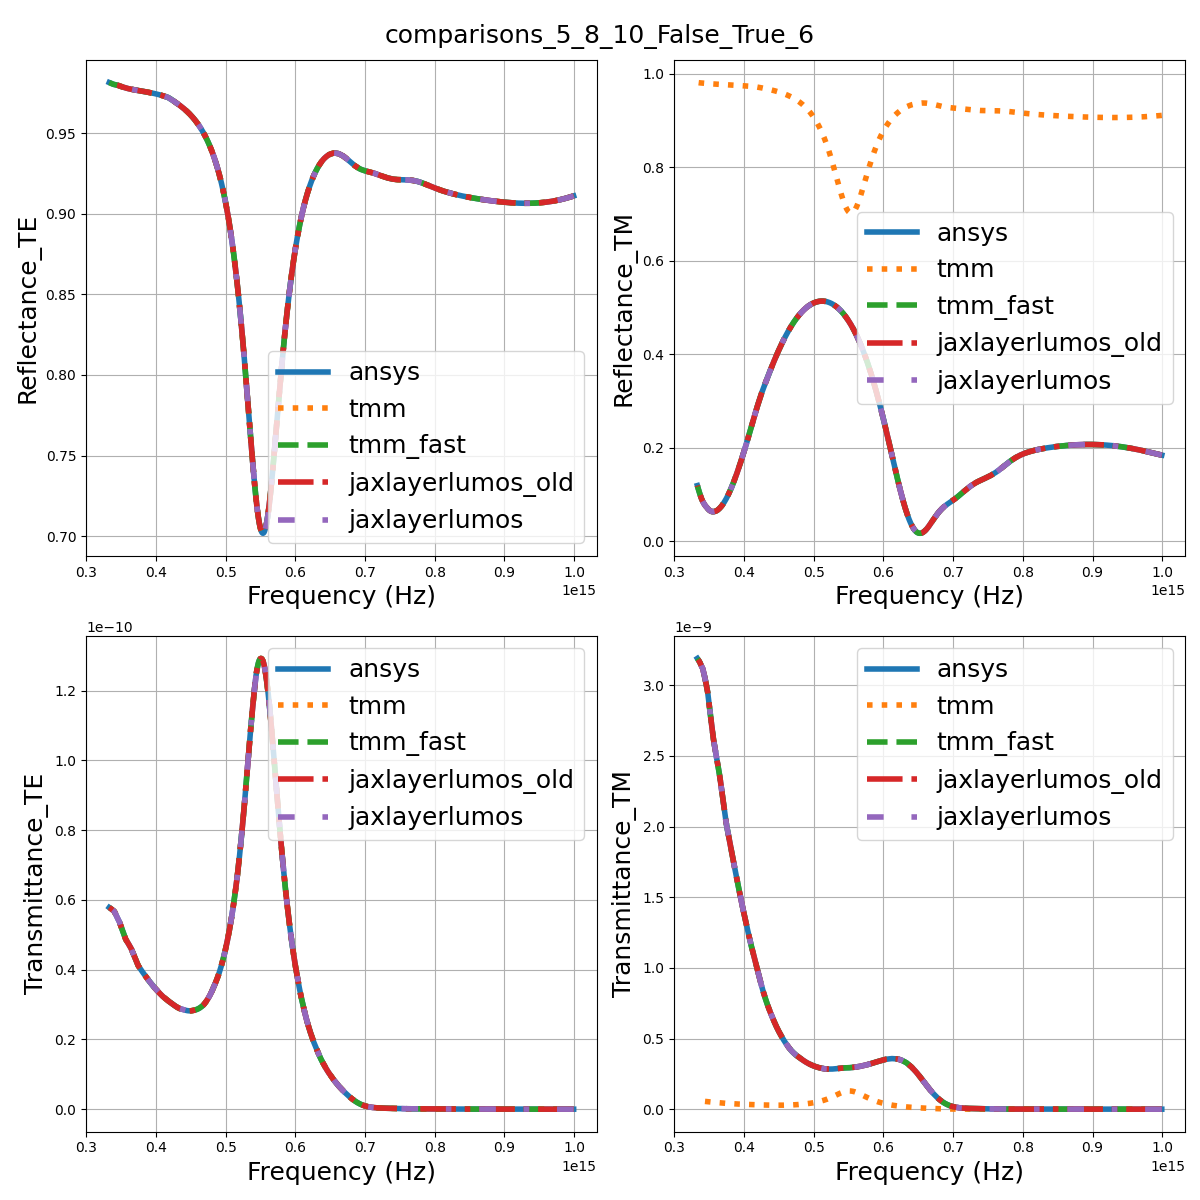 comparisons_5_8_10_False_True_6
Reflectance_TE
0.95
0.90
0.85
0.80
0.75
0.70
0.3 0.4 0.5 0.6 0.7 0.8 0.9 1.0
1e15
Frequency (Hz)
ansys
tmm
tmm_fast
jaxlayerlumos_old
jaxlayerlumos
Reflectance_TM
1.0
0.8
0.6
0.4
0.2
0.0
0.3 0.4 0.5 0.6 0.7 0.8 0.9 1.0
1e15
Frequency (Hz)
ansys
tmm
tmm_fast
jaxlayerlumos_old
jaxlayerlumos
1e−10
Transmittance_TE
1.2
1.0
0.8
0.6
0.4
0.2
0.0
0.3 0.4 0.5 0.6 0.7 0.8 0.9 1.0
1e15
Frequency (Hz)
ansys
tmm
tmm_fast
jaxlayerlumos_old
jaxlayerlumos
1e−9
Transmittance_TM
3.0
2.5
2.0
1.5
1.0
0.5
0.0
0.3 0.4 0.5 0.6 0.7 0.8 0.9 1.0
1e15
Frequency (Hz)
ansys
tmm
tmm_fast
jaxlayerlumos_old
jaxlayerlumos